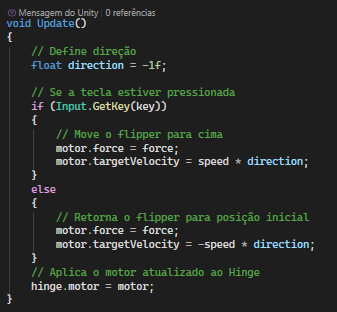 Mensagem do Unity | 0 referências
void Update()
{
// Define direção
float direction = -1f;
// Se a tecla estiver pressionada
if (Input.GetKey(key))
{
// Move o flipper para cima
motor.force = force;
motor.targetVelocity = speed * direction;
}
else
{
// Retorna o flipper para posição inicial
motor.force = force;
motor.targetVelocity = -speed * direction;
}
// Aplica o motor atualizado ao Hinge
hinge.motor = motor;
}